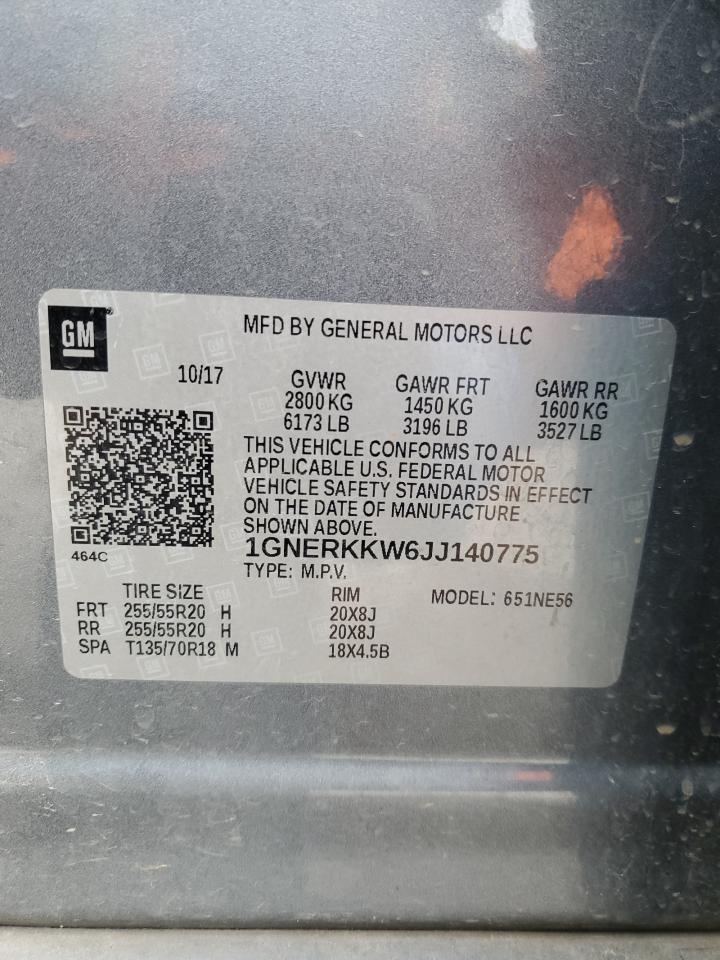 GM
MFD BY GENERAL MOTORS LLC
10/17
GVWR GAWR FRT GAWR RR
2800 KG 1450 KG 1600 KG
6173 LB 3196 LB 3527 LB
THIS VEHICLE CONFORMS TO ALL
APPLICABLE U.S. FEDERAL MOTOR
VEHICLE SAFETY STANDARDS IN EFFECT
ON THE DATE OF MANUFACTURE
SHOWN ABOVE.
464C
1GNERKKW6JJ140775
TYPE: M.P.V.
TIRE SIZE RIM MODEL: 651NE56
FRT 255/55R20 H 20X8J
RR 255/55R20 H 20X8J
SPA T135/70R18 M 18X4.5B